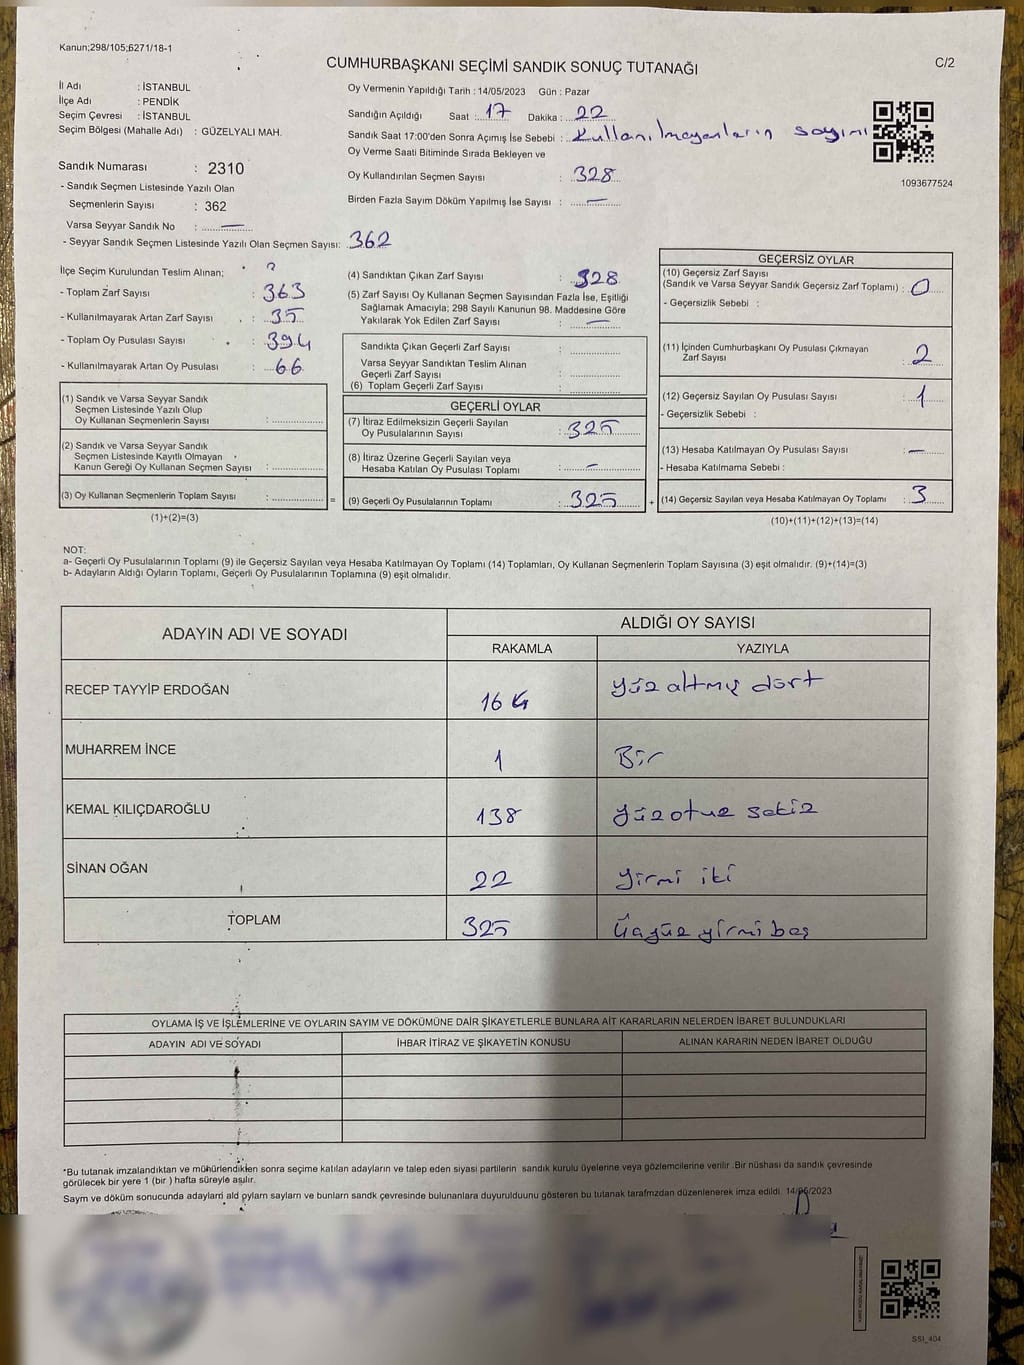 Kanun;298/105;6271/18-1
CUMHURBAŞKANI SEÇİMİ SANDIK SONUÇ TUTANAĞI
C/2
İl Adı : İSTANBUL
İlçe Adı : PENDİK
Seçim Çevresi : İSTANBUL
Seçim Bölgesi (Mahalle Adı) : GÜZELYALI MAH.
Oy Vermenin Yapıldığı Tarih : 14/05/2023 Gün : Pazar
Sandığın Açıldığı Saat : 17 Dakika : 22
Sandık Saat 17:00'den Sonra Açımış İse Sebebi : Kullanılmayanların sayımı
Oy Verme Saati Bitiminde Sırada Bekleyen ve
Oy Kullandırılan Seçmen Sayısı : 328
Birden Fazla Sayım Döküm Yapılmış İse Sayısı : —
1093677524
Sandık Numarası : 2310
- Sandık Seçmen Listesinde Yazılı Olan
Seçmenlerin Sayısı : 362
Varsa Seyyar Sandık No : —
- Seyyar Sandık Seçmen Listesinde Yazılı Olan Seçmen Sayısı: 362
İlçe Seçim Kurulundan Teslim Alınan;
- Toplam Zarf Sayısı : 363
- Kullanılmayarak Artan Zarf Sayısı : 35
- Toplam Oy Pusulası Sayısı : 394
- Kullanılmayarak Artan Oy Pusulası : 66
(1) Sandık ve Varsa Seyyar Sandık
Seçmen Listesinde Yazılı Olup
Oy Kullanan Seçmenlerin Sayısı :
(2) Sandık ve Varsa Seyyar Sandık
Seçmen Listesinde Kayıtlı Olmayan
Kanun Gereği Oy Kullanan Seçmen Sayısı :
(3) Oy Kullanan Seçmenlerin Toplam Sayısı : =
(1)+(2)=(3)
(4) Sandıktan Çıkan Zarf Sayısı : 328
(5) Zarf Sayısı Oy Kullanan Seçmen Sayısından Fazla İse, Eşitliği
Sağlamak Amacıyla; 298 Sayılı Kanunun 98. Maddesine Göre
Yakılarak Yok Edilen Zarf Sayısı : —
Sandıkta Çıkan Geçerli Zarf Sayısı :
Varsa Seyyar Sandıktan Teslim Alınan
Geçerli Zarf Sayısı :
(6) Toplam Geçerli Zarf Sayısı :
GEÇERLİ OYLAR
(7) İtiraz Edilmeksizin Geçerli Sayılan
Oy Pusulalarının Sayısı : 325
(8) İtiraz Üzerine Geçerli Sayılan veya
Hesaba Katılan Oy Pusulası Toplamı : —
(9) Geçerli Oy Pusulalarının Toplamı : 325 +
GEÇERSİZ OYLAR
(10) Geçersiz Zarf Sayısı
(Sandık ve Varsa Seyyar Sandık Geçersiz Zarf Toplamı) : 0
- Geçersizlik Sebebi :
(11) İçinden Cumhurbaşkanı Oy Pusulası Çıkmayan
Zarf Sayısı : 2
(12) Geçersiz Sayılan Oy Pusulası Sayısı : 1
- Geçersizlik Sebebi :
(13) Hesaba Katılmayan Oy Pusulası Sayısı : —
- Hesaba Katılmama Sebebi :
(14) Geçersiz Sayılan veya Hesaba Katılmayan Oy Toplamı : 3
(10)+(11)+(12)+(13)=(14)
NOT:
a- Geçerli Oy Pusulalarının Toplamı (9) ile Geçersiz Sayılan veya Hesaba Katılmayan Oy Toplamı (14) Toplamları, Oy Kullanan Seçmenlerin Toplam Sayısına (3) eşit olmalıdır. (9)+(14)=(3)
b- Adayların Aldığı Oyların Toplamı, Geçerli Oy Pusulalarının Toplamına (9) eşit olmalıdır.
ADAYIN ADI VE SOYADI
ALDIĞI OY SAYISI
RAKAMLA
YAZIYLA
RECEP TAYYİP ERDOĞAN 164 yüz altmış dört
MUHARREM İNCE 1 Bir
KEMAL KILIÇDAROĞLU 138 yüz otuz sekiz
SİNAN OĞAN 22 yirmi iki
TOPLAM 325 Üçyüz yirmi beş
OYLAMA İŞ VE İŞLEMLERİNE VE OYLARIN SAYIM VE DÖKÜMÜNE DAİR ŞİKAYETLERLE BUNLARA AİT KARARLARIN NELERDEN İBARET BULUNDUKLARI
ADAYIN ADI VE SOYADI
İHBAR İTİRAZ VE ŞİKAYETİN KONUSU
ALINAN KARARIN NEDEN İBARET OLDUĞU
*Bu tutanak imzalandıktan ve mühürlendikten sonra seçime katılan adayların ve talep eden siyasi partilerin sandık kurulu üyelerine veya gözlemcilerine verilir .Bir nüshası da sandık çevresinde
görülecek bir yere 1 (bir ) hafta süreyle asılır.
Saym ve döküm sonucunda adaylard ald oylarn saylarn ve bunlarn sandk çevresinde bulunanlara duyurulduunu gösteren bu tutanak tarafmzdan düzenlenerek imza edildi. 14/05/2023
SSI_404